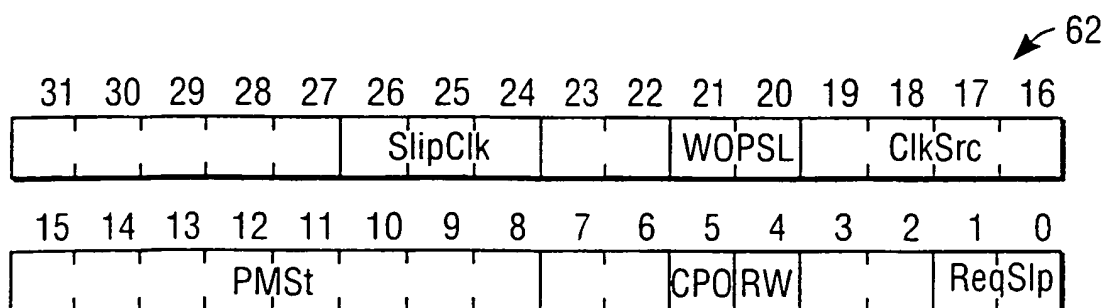 62
31 30 29 28 27 26 25 24 23 22 21 20 19 18 17 16
SlipClk WOPSL ClkSrc
15 14 13 12 11 10 9 8 7 6 5 4 3 2 1 0
PMSt CPO RW ReqSlp